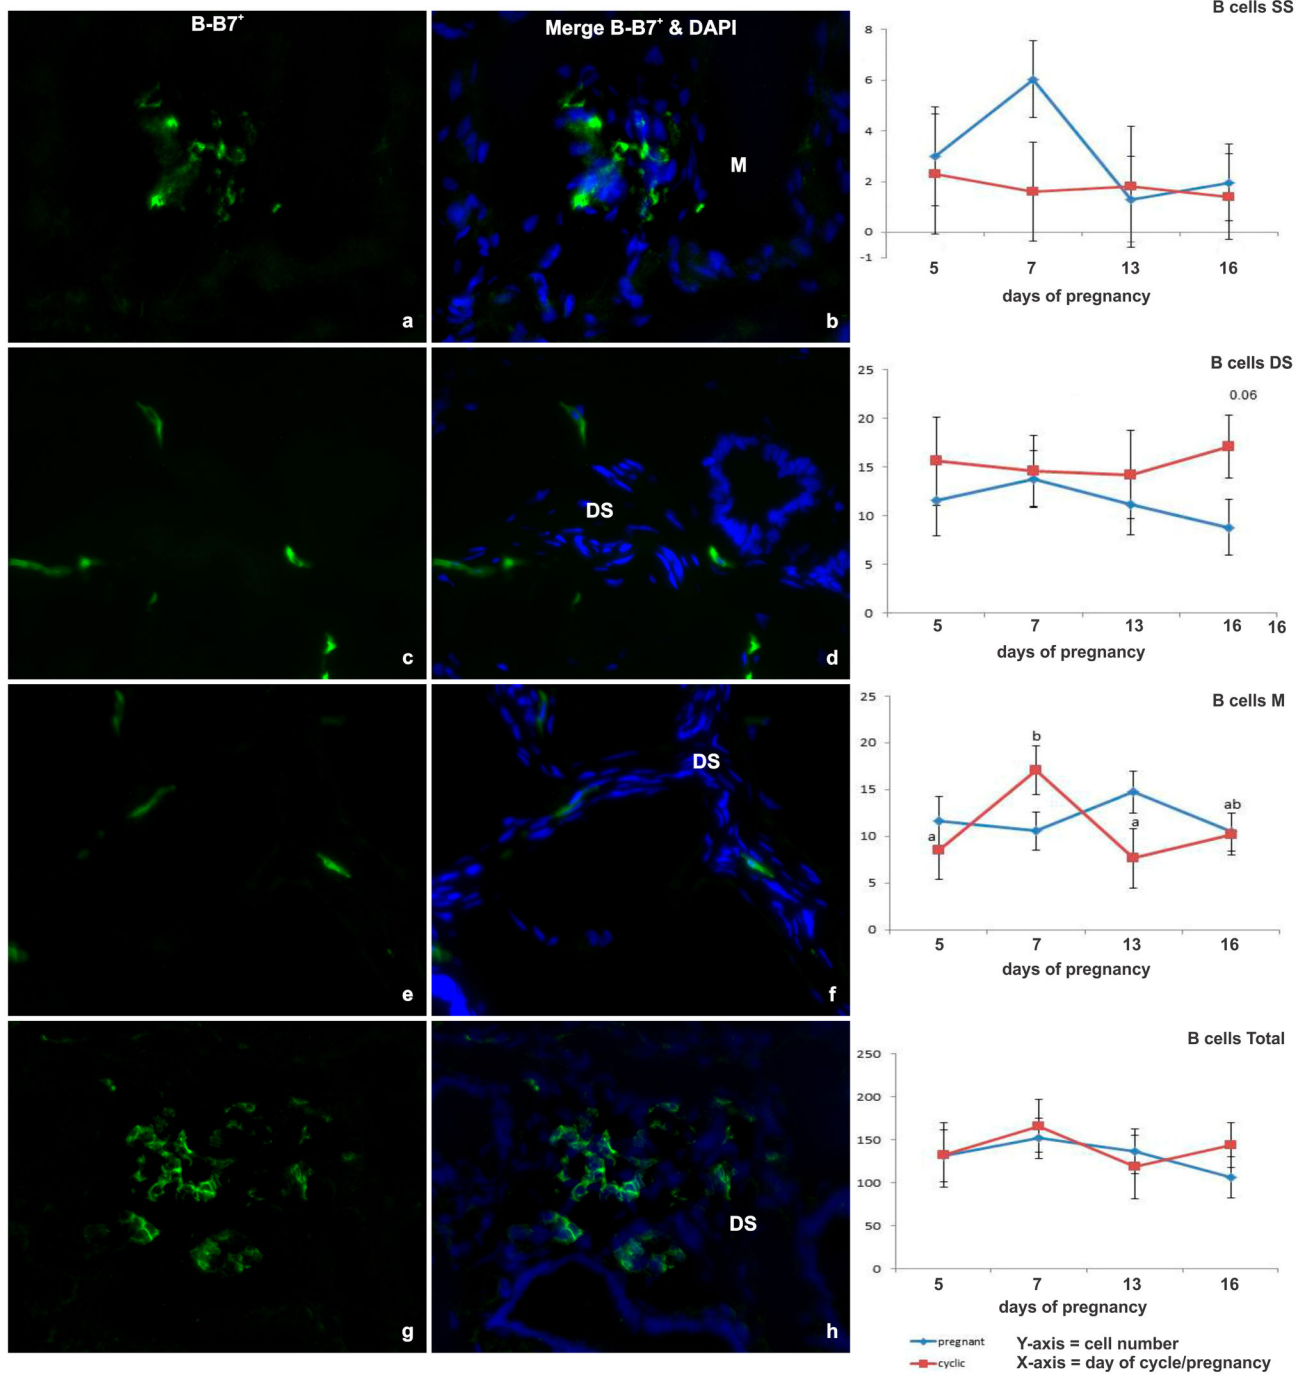 B-B7+
Merge B-B7+ & DAPI
M
a
b
B cells SS
8
6
4
2
0
-1
5 7 13 16
days of pregnancy
DS
c
d
B cells DS
0.06
25
20
15
10
5
0
5 7 13 16 16
days of pregnancy
DS
e
f
B cells M
25
20
15
10
5
0
a
b
a
ab
5 7 13 16
days of pregnancy
DS
g
h
B cells Total
250
200
150
100
50
0
5 7 13 16
days of pregnancy
pregnant
cyclic
Y-axis = cell number
X-axis = day of cycle/pregnancy